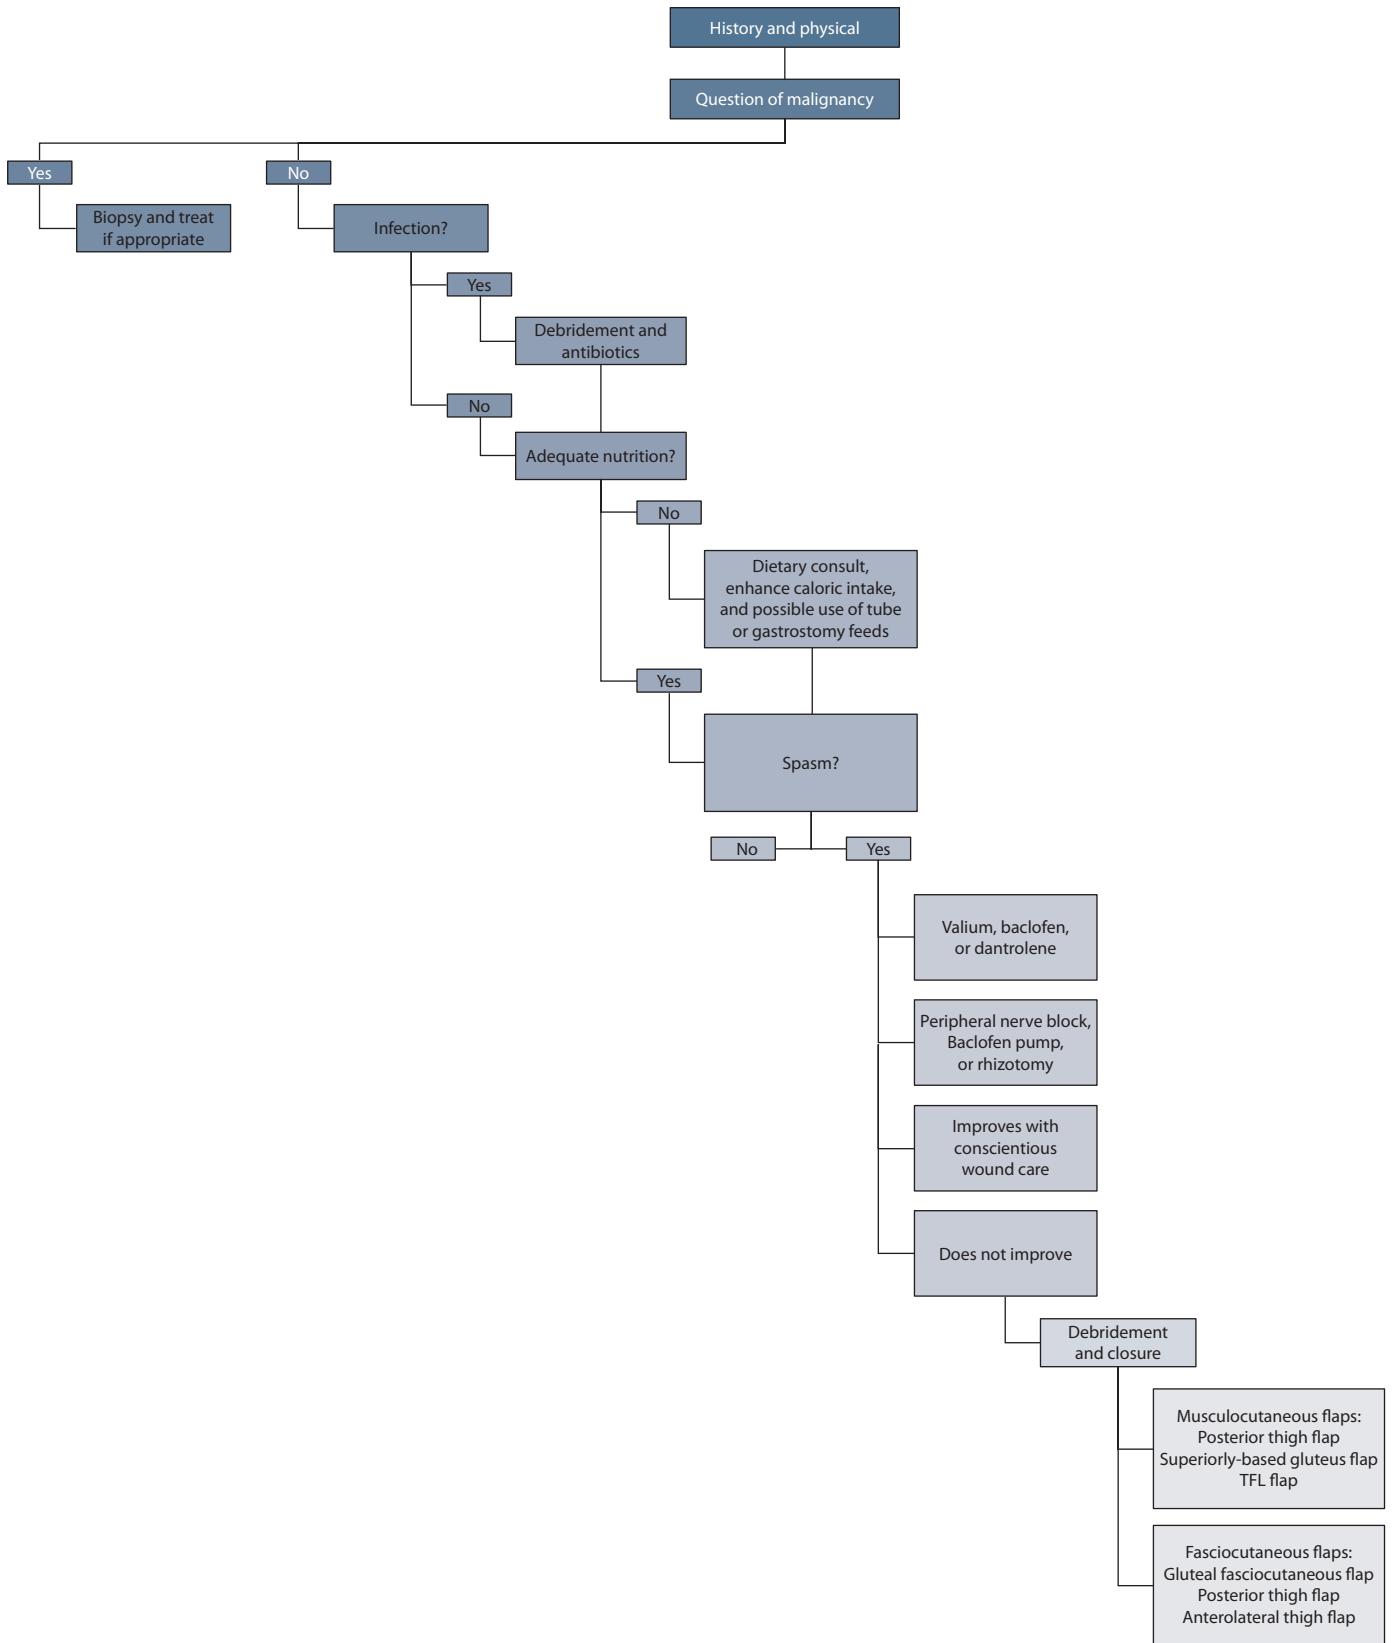 History and physical
Question of malignancy
Yes
No
Biopsy and treat
if appropriate
Infection?
Yes
Debridement and
antibiotics
No
Adequate nutrition?
No
Dietary consult,
enhance caloric intake,
and possible use of tube
or gastrostomy feeds
Yes
Spasm?
No
Yes
Valium, baclofen,
or dantrolene
Peripheral nerve block,
Baclofen pump,
or rhizotomy
Improves with
conscientious
wound care
Does not improve
Debridement
and closure
Musculocutaneous flaps:
Posterior thigh flap
Superiorly-based gluteus flap
TFL flap
Fasciocutaneous flaps:
Gluteal fasciocutaneous flap
Posterior thigh flap
Anterolateral thigh flap